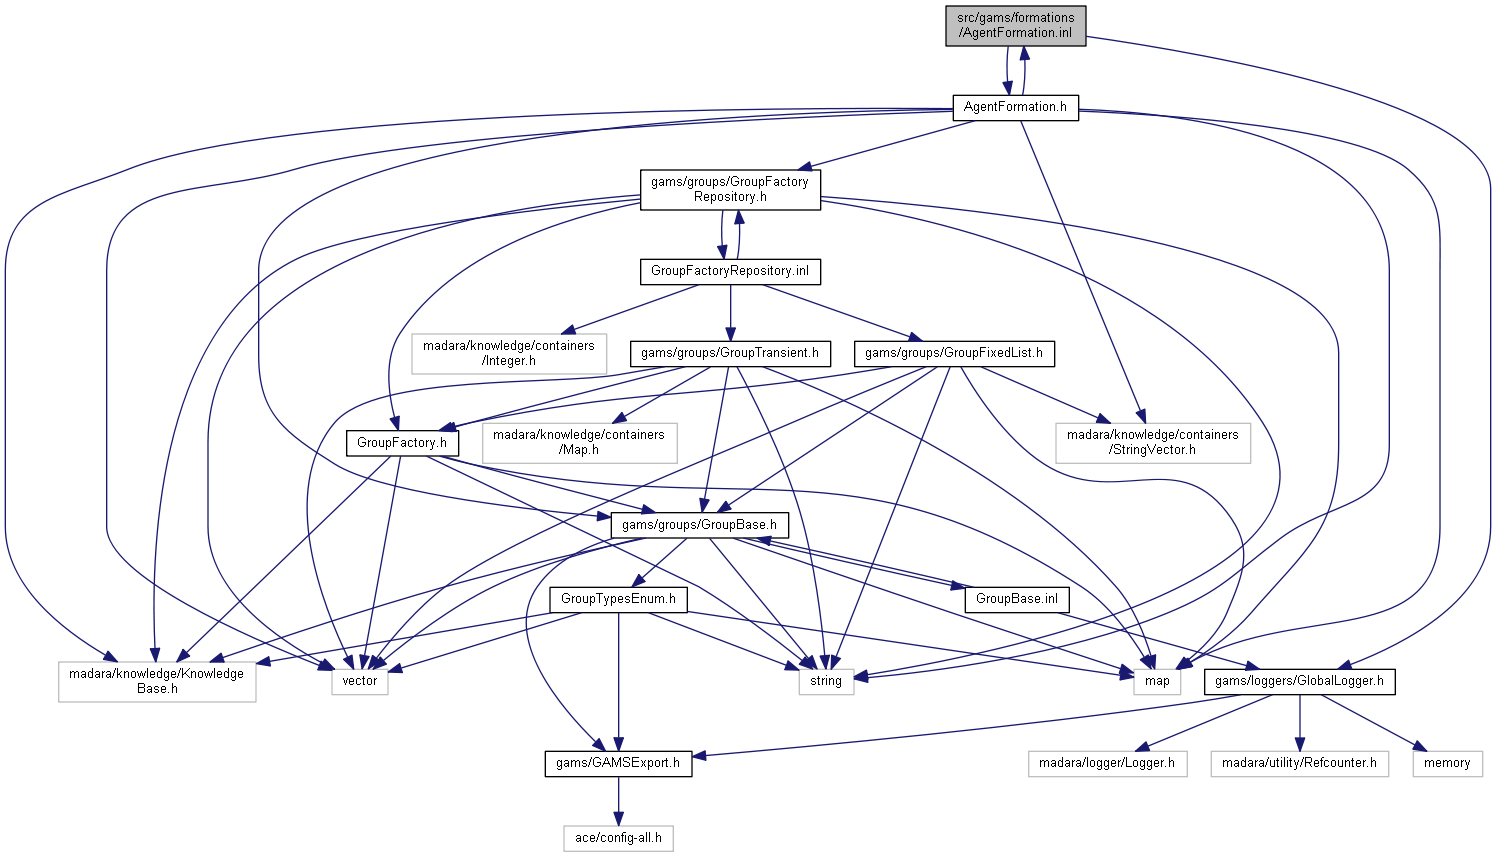 src/gams/formations
/AgentFormation.inl
AgentFormation.h
gams/groups/GroupFactory
Repository.h
GroupFactoryRepository.inl
madara/knowledge/containers
/Integer.h
gams/groups/GroupTransient.h
gams/groups/GroupFixedList.h
GroupFactory.h
madara/knowledge/containers
/Map.h
madara/knowledge/containers
/StringVector.h
gams/groups/GroupBase.h
GroupTypesEnum.h
GroupBase.inl
madara/knowledge/Knowledge
Base.h
vector
string
map
gams/loggers/GlobalLogger.h
gams/GAMSExport.h
madara/logger/Logger.h
madara/utility/Refcounter.h
memory
ace/config-all.h